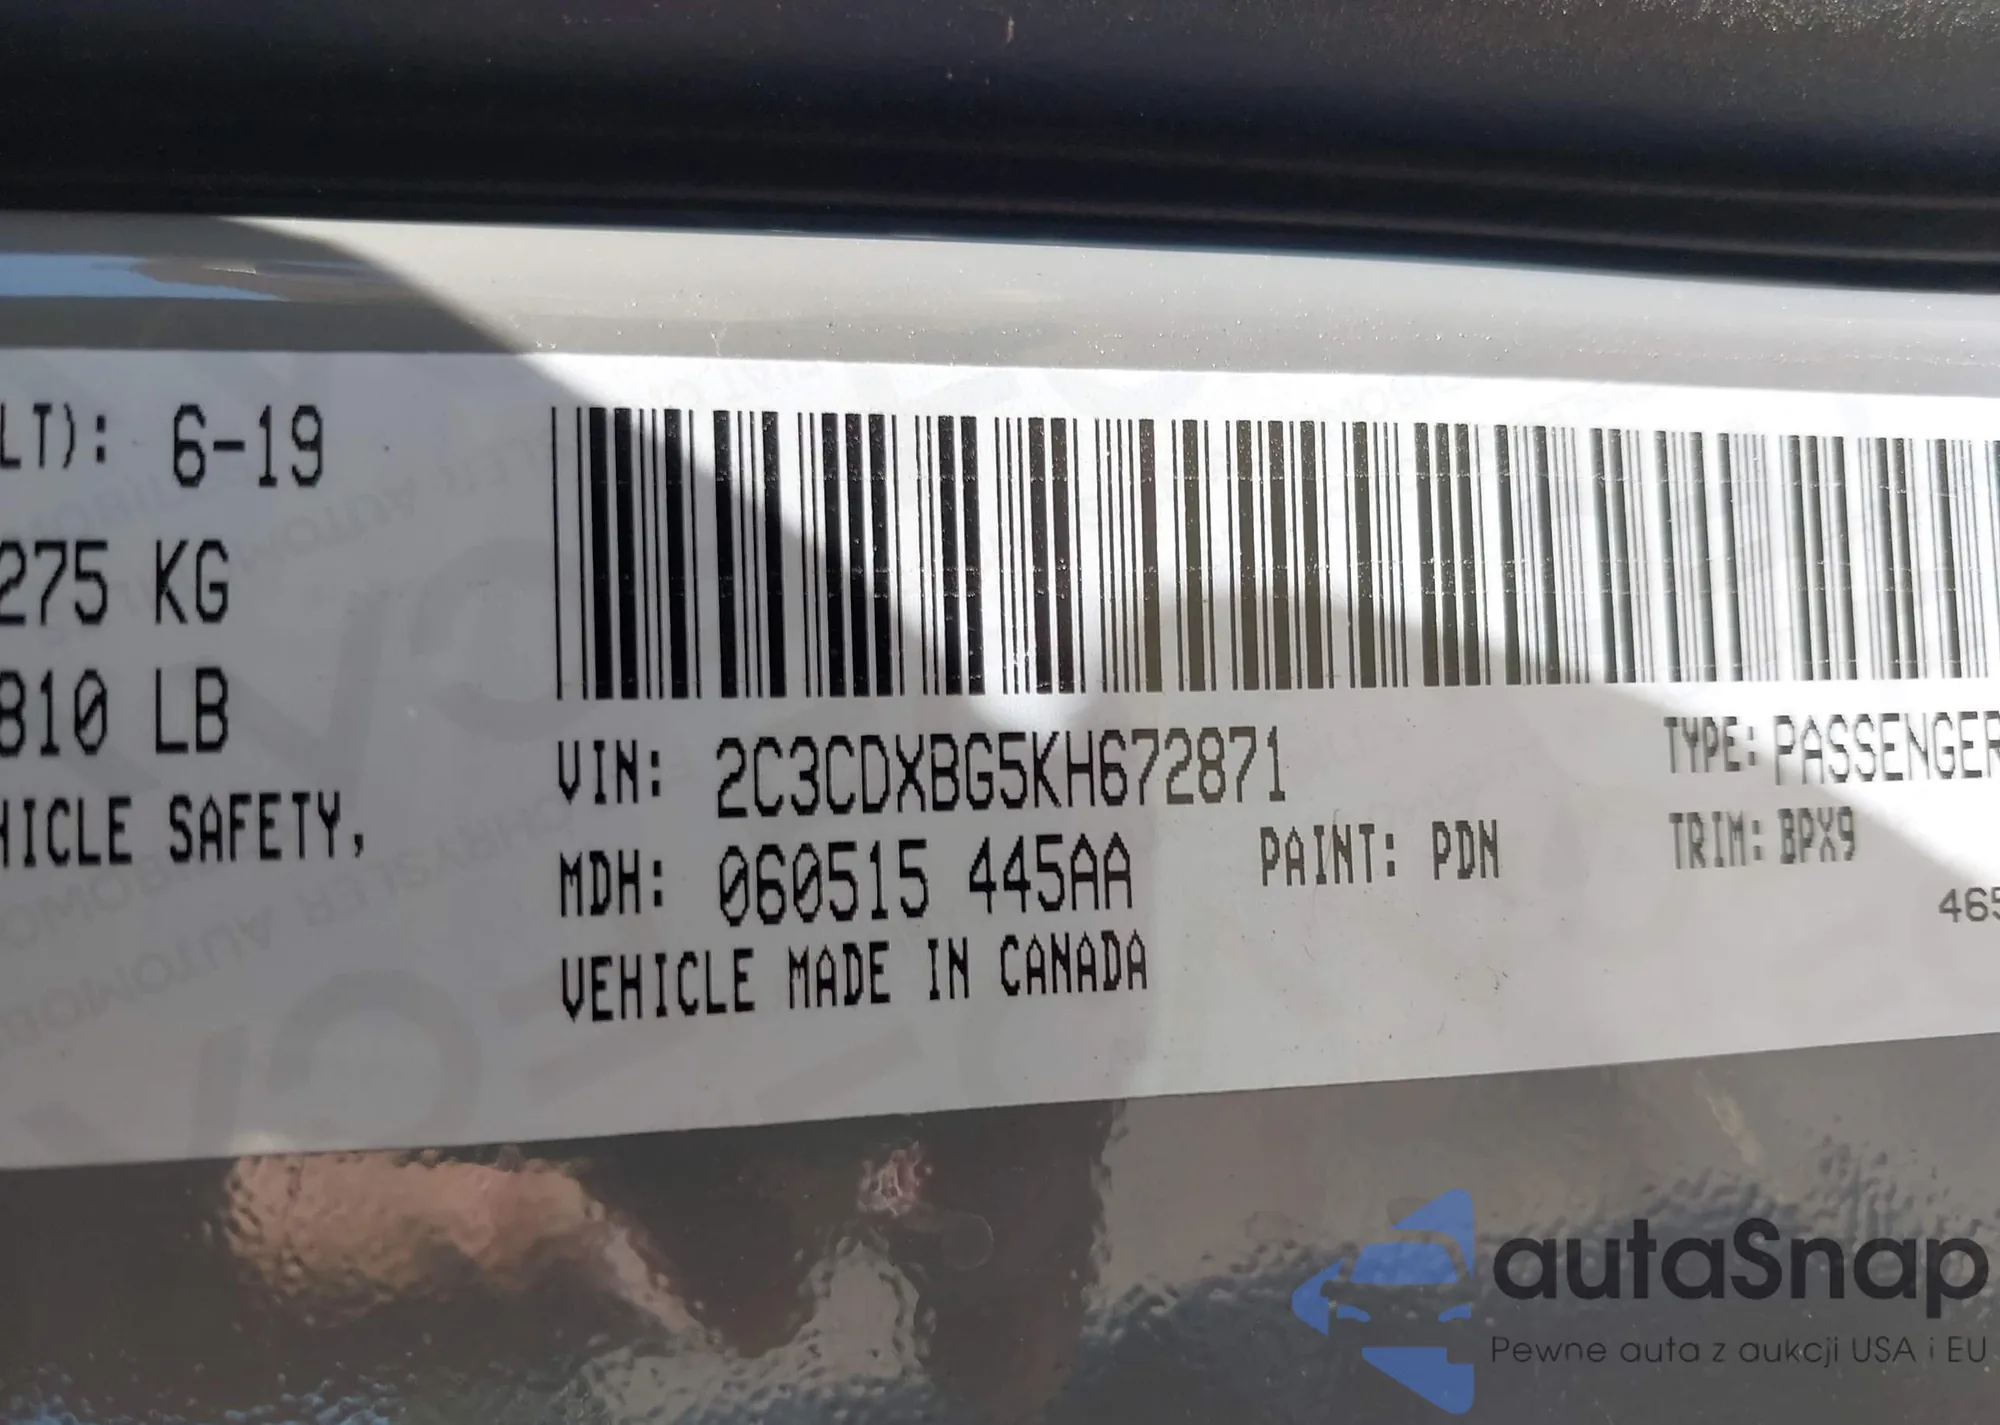 LT): 6-19
275 KG
810 LB
HICLE SAFETY,
VIN: 2C3CDXBG5KH672871
TYPE: PASSENGER
MDH: 060515 445AA
PAINT: PDN
TRIM: BPX9
465
VEHICLE MADE IN CANADA
autaSnap
Pewne auta z aukcji USA i EU